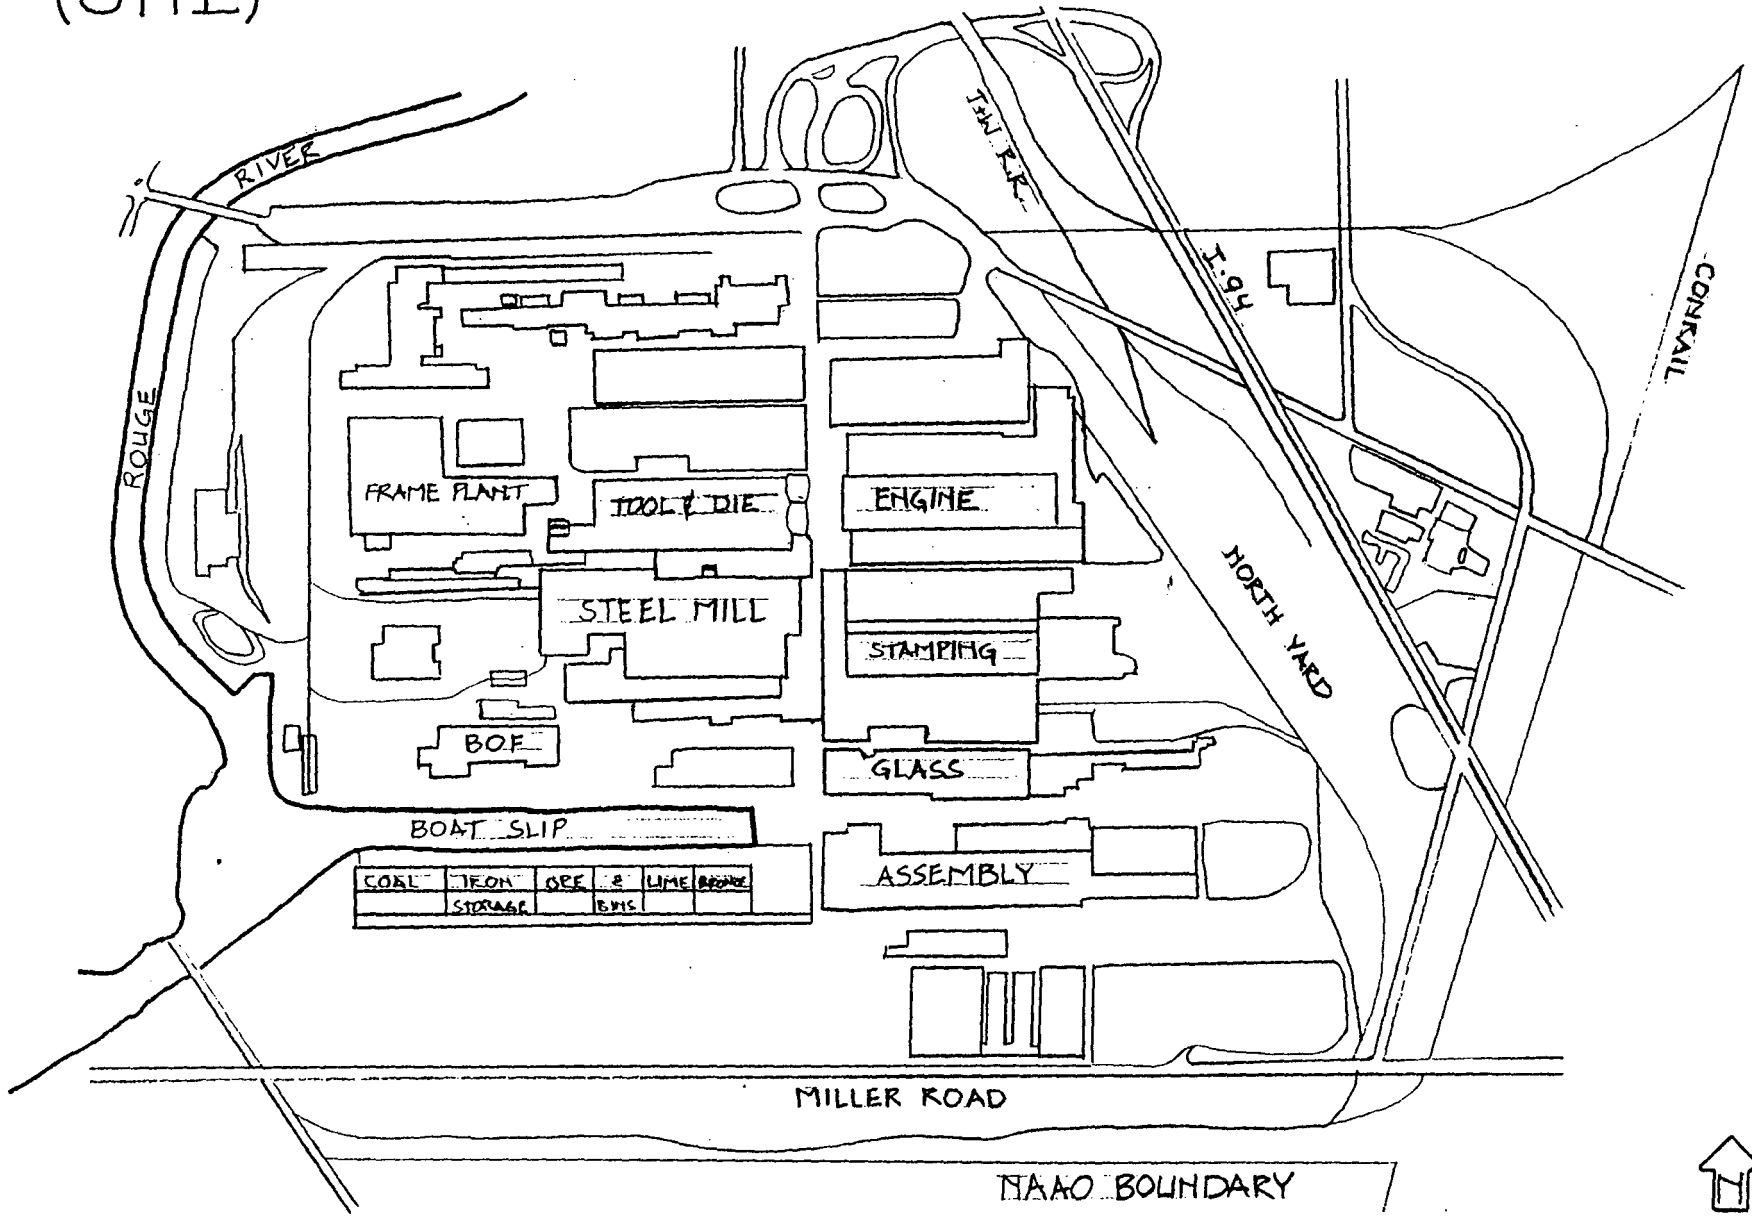 (SITE)
RIVER
T&W R.R.
I.94
CONRAIL
ROUGE
FRAME PLANT
TOOL & DIE
ENGINE
NORTH YARD
STEEL MILL
STAMPING
BOF
GLASS
BOAT SLIP
COAL IRON ORE & LIME
STORAGE BINS
ASSEMBLY
MILLER ROAD
NAAO BOUNDARY
N